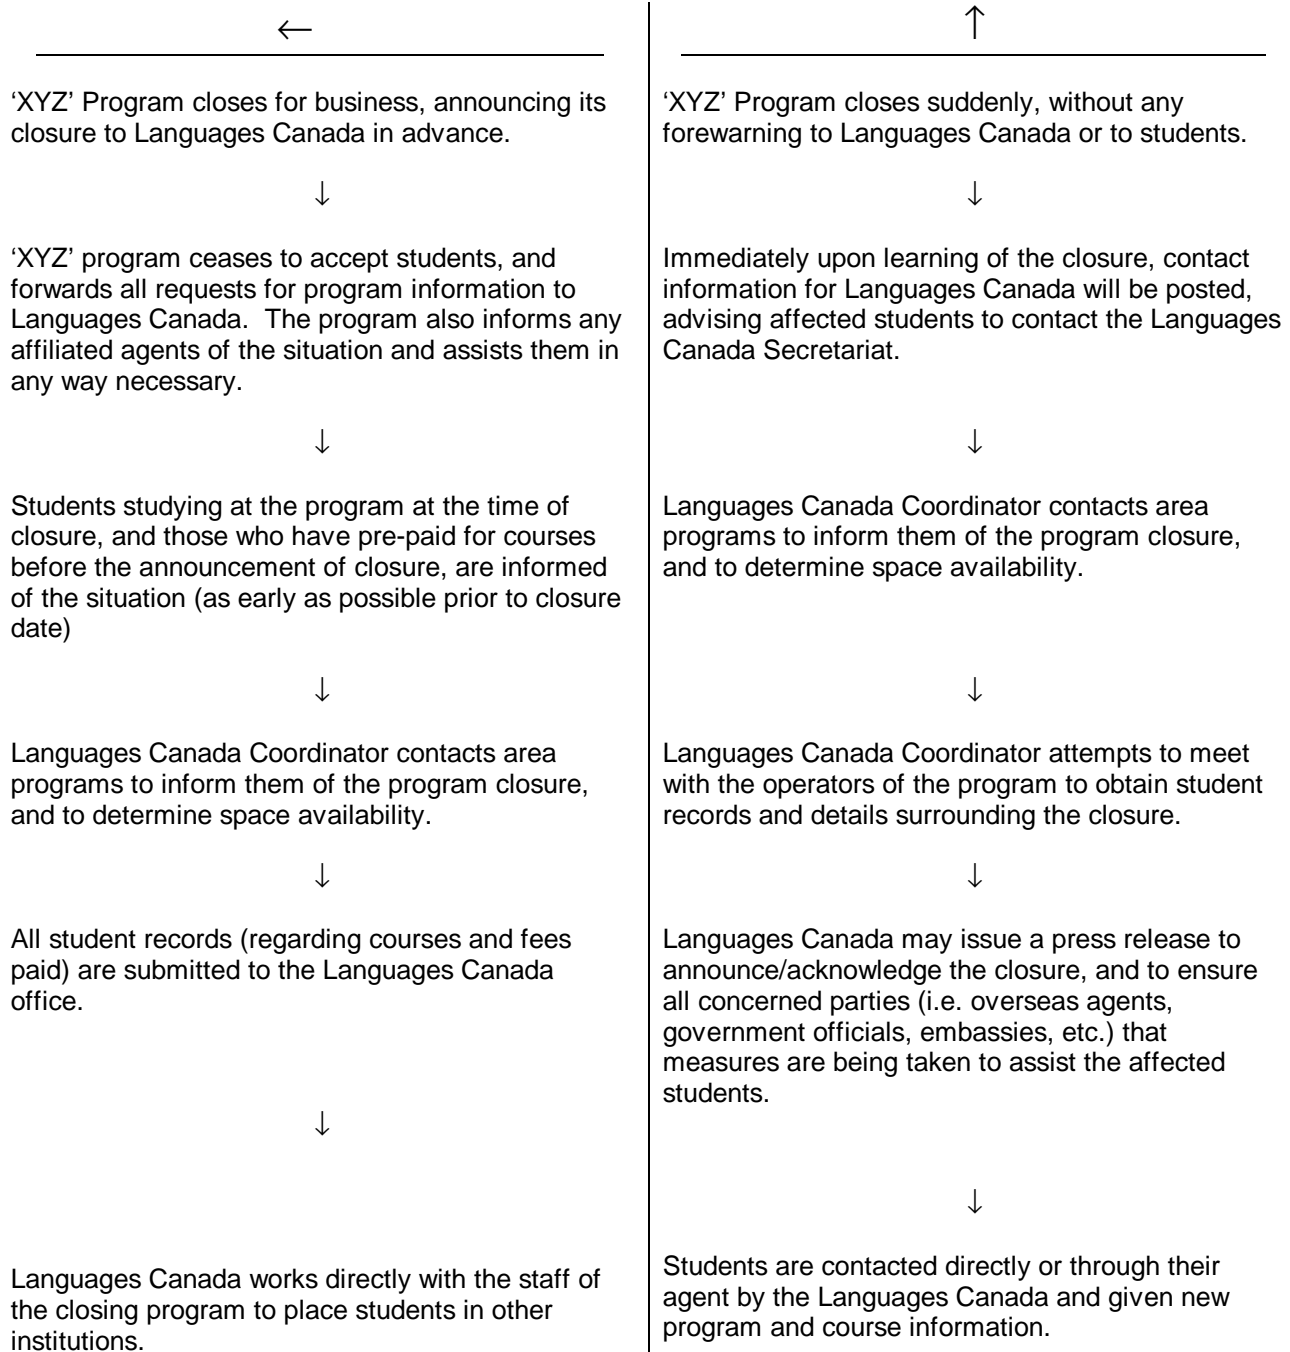 ←
‘XYZ’ Program closes for business, announcing its
closure to Languages Canada in advance.
↓
‘XYZ’ program ceases to accept students, and
forwards all requests for program information to
Languages Canada.  The program also informs any
affiliated agents of the situation and assists them in
any way necessary.
↓
Students studying at the program at the time of
closure, and those who have pre-paid for courses
before the announcement of closure, are informed
of the situation (as early as possible prior to closure
date)
↓
Languages Canada Coordinator contacts area
programs to inform them of the program closure,
and to determine space availability.
↓
All student records (regarding courses and fees
paid) are submitted to the Languages Canada
office.
↓
Languages Canada works directly with the staff of
the closing program to place students in other
institutions.
↑
‘XYZ’ Program closes suddenly, without any
forewarning to Languages Canada or to students.
↓
Immediately upon learning of the closure, contact
information for Languages Canada will be posted,
advising affected students to contact the Languages
Canada Secretariat.
↓
Languages Canada Coordinator contacts area
programs to inform them of the program closure,
and to determine space availability.
↓
Languages Canada Coordinator attempts to meet
with the operators of the program to obtain student
records and details surrounding the closure.
↓
Languages Canada may issue a press release to
announce/acknowledge the closure, and to ensure
all concerned parties (i.e. overseas agents,
government officials, embassies, etc.) that
measures are being taken to assist the affected
students.
↓
Students are contacted directly or through their
agent by the Languages Canada and given new
program and course information.